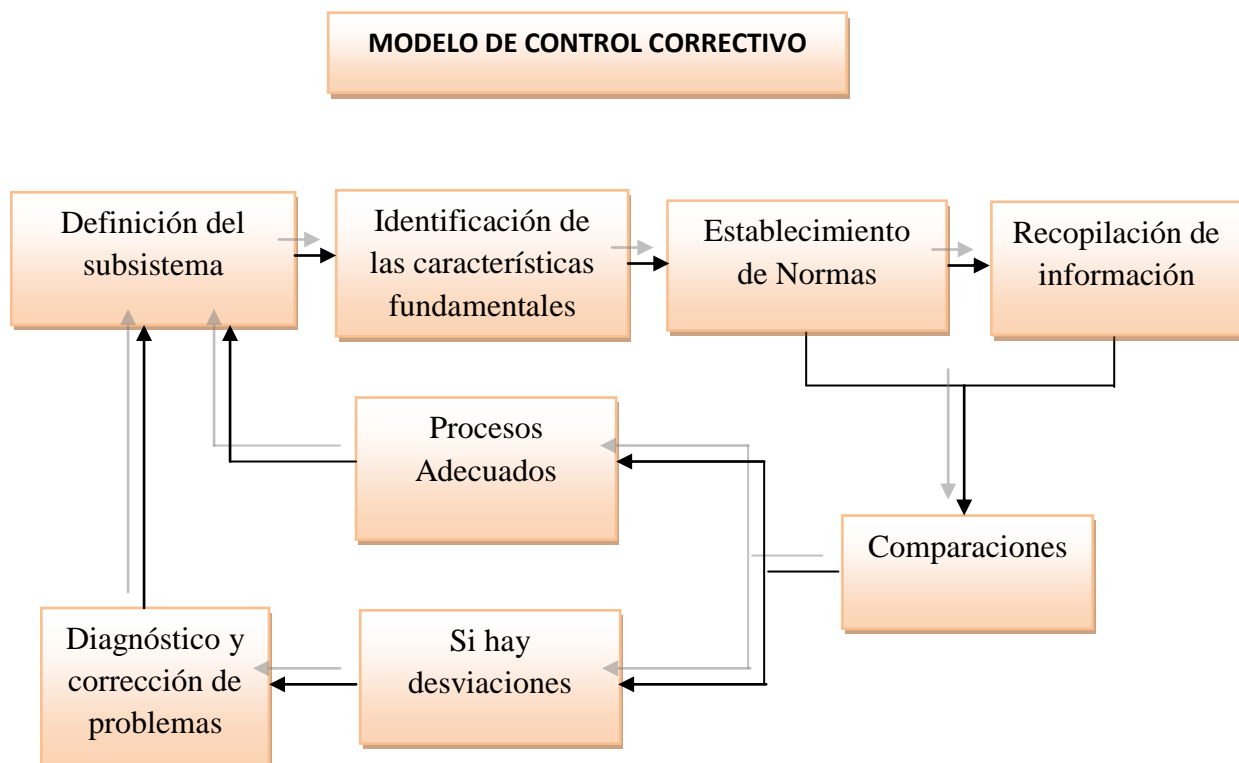 MODELO DE CONTROL CORRECTIVO
Definición del
subsistema
Identificación de
las características
fundamentales
Establecimiento
de Normas
Recopilación de
información
Procesos
Adecuados
Comparaciones
Diagnóstico y
corrección de
problemas
Si hay
desviaciones